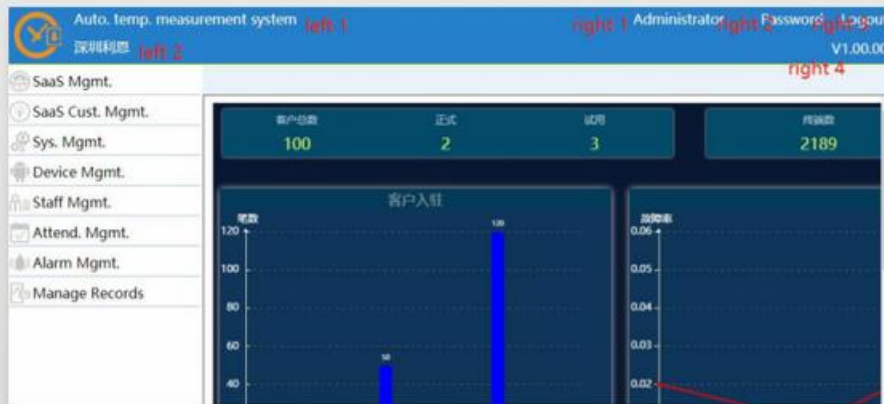 Auto. temp. measurement system left 1 right 1 Administrator right 2 Password right 3 Logout
深圳利恩 left 2 V1.00.00
right 4
SaaS Mgmt.
SaaS Cust. Mgmt.
Sys. Mgmt.
Device Mgmt.
Staff Mgmt.
Attend. Mgmt.
Alarm Mgmt.
Manage Records
客户总数 正式 试用 终端数
100 2 3 2189
客户入驻
笔数 故障率
120 120 0.06
100 0.05
80 0.04
60 0.03
50
40 0.02